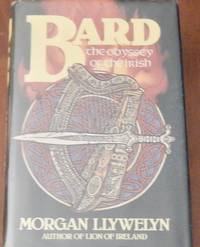 BARD
the odyssey
of the irish
MORGAN LLYWELYN
AUTHOR OF LION OF IRELAND